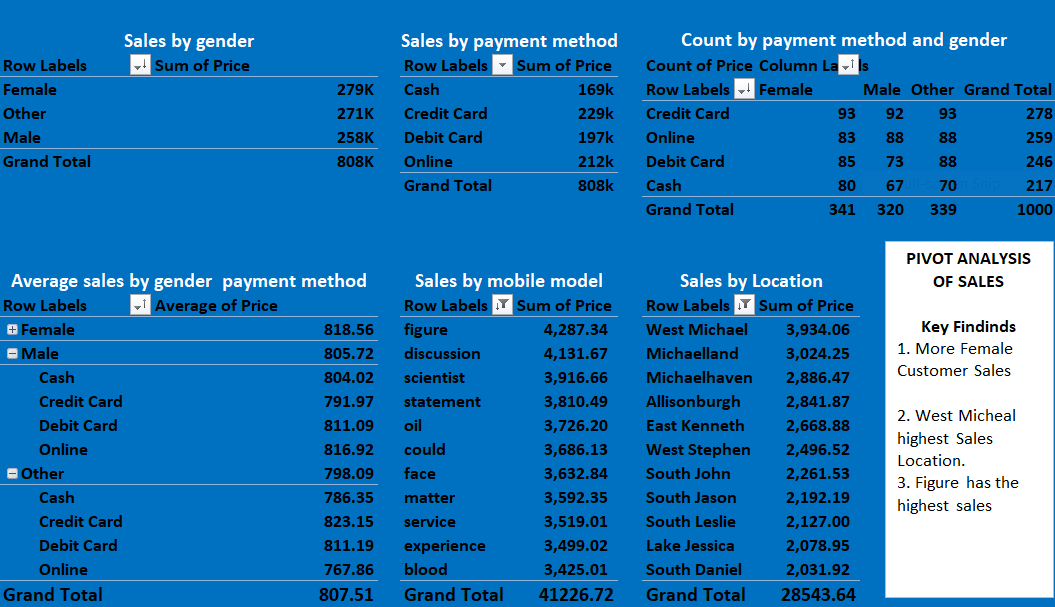 Sales by gender
Row Labels Sum of Price
Female 279K
Other 271K
Male 258K
Grand Total 808K
Sales by payment method
Row Labels Sum of Price
Cash 169k
Credit Card 229k
Debit Card 197k
Online 212k
Grand Total 808k
Count by payment method and gender
Count of Price Column La ls
Row Labels Female Male Other Grand Total
Credit Card 93 92 93 278
Online 83 88 88 259
Debit Card 85 73 88 246
Cash 80 67 70 217
Grand Total 341 320 339 1000
Average sales by gender payment method
Row Labels Average of Price
Female 818.56
Male 805.72
Cash 804.02
Credit Card 791.97
Debit Card 811.09
Online 816.92
Other 798.09
Cash 786.35
Credit Card 823.15
Debit Card 811.19
Online 767.86
Grand Total 807.51
Sales by mobile model
Row Labels Sum of Price
figure 4,287.34
discussion 4,131.67
scientist 3,916.66
statement 3,810.49
oil 3,726.20
could 3,686.13
face 3,632.84
matter 3,592.35
service 3,519.01
experience 3,499.02
blood 3,425.01
Grand Total 41226.72
Sales by Location
Row Labels Sum of Price
West Michael 3,934.06
Michaelland 3,024.25
Michaelhaven 2,886.47
Allisonburgh 2,841.87
East Kenneth 2,668.88
West Stephen 2,496.52
South John 2,261.53
South Jason 2,192.19
South Leslie 2,127.00
Lake Jessica 2,078.95
South Daniel 2,031.92
Grand Total 28543.64
PIVOT ANALYSIS
OF SALES
Key Findinds
1. More Female
Customer Sales
2. West Micheal
highest Sales
Location.
3. Figure has the
highest sales